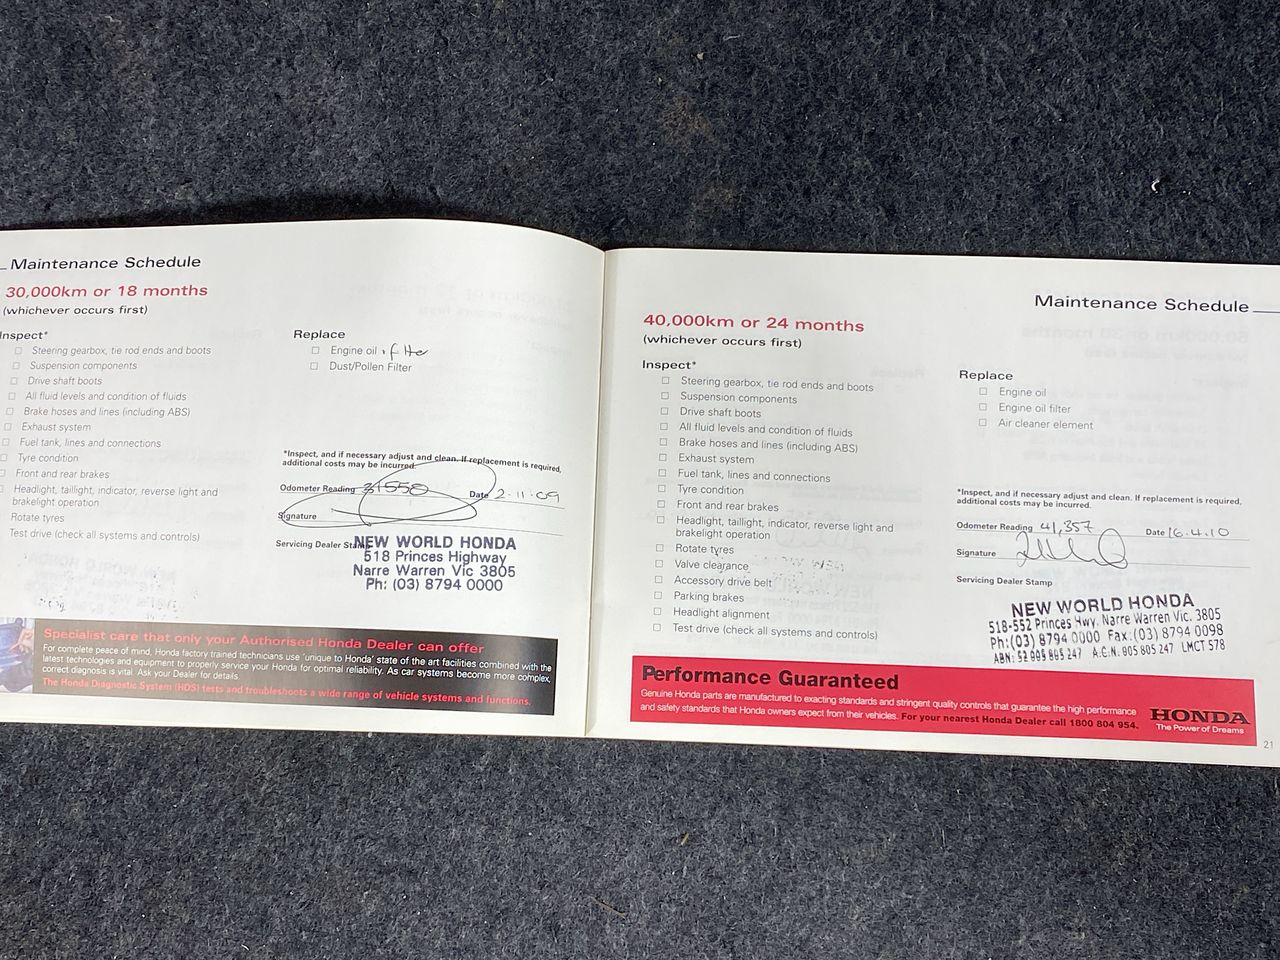 Maintenance Schedule
30,000km or 18 months
(whichever occurs first)
Inspect*
Steering gearbox, tie rod ends and boots
Suspension components
Drive shaft boots
All fluid levels and condition of fluids
Brake hoses and lines (including ABS)
Exhaust system
Fuel tank, lines and connections
Tyre condition
Front and rear brakes
Headlight, taillight, indicator, reverse light and
brakelight operation
Rotate tyres
Test drive (check all systems and controls)
Replace
Engine oil
Dust/Pollen Filter
*Inspect, and if necessary adjust and clean. If replacement is required,
additional costs may be incurred.
Odometer Reading 31550 Date 2.11.09
Signature
Servicing Dealer Stamp
NEW WORLD HONDA
518 Princes Highway
Narre Warren Vic 3805
Ph: (03) 8794 0000
Specialist care that only your Authorised Honda Dealer can offer
For complete peace of mind, Honda factory trained technicians use 'unique to Honda' state of the art facilities combined with the
latest technologies and equipment to properly service your Honda for optimal reliability. As car systems become more complex,
correct diagnosis is vital. Ask your Dealer for details.
The Honda Diagnostic System (HDS) tests and troubleshoots a wide range of vehicle systems and functions.
Maintenance Schedule
40,000km or 24 months
(whichever occurs first)
Inspect*
Steering gearbox, tie rod ends and boots
Suspension components
Drive shaft boots
All fluid levels and condition of fluids
Brake hoses and lines (including ABS)
Exhaust system
Fuel tank, lines and connections
Tyre condition
Front and rear brakes
Headlight, taillight, indicator, reverse light and
brakelight operation
Rotate tyres
Valve clearance
Accessory drive belt
Parking brakes
Headlight alignment
Test drive (check all systems and controls)
Replace
Engine oil
Engine oil filter
Air cleaner element
*Inspect, and if necessary adjust and clean. If replacement is required,
additional costs may be incurred.
Odometer Reading 41,357 Date 16.4.10
Signature
Servicing Dealer Stamp
NEW WORLD HONDA
518-552 Princes Hwy. Narre Warren Vic. 3805
Ph:(03) 8794 0000 Fax:(03) 8794 0098
ABN: 52 905 805 247 A.C.N. 905 805 247 LMCT 578
Performance Guaranteed
Genuine Honda parts are manufactured to exacting standards and stringent quality controls that guarantee the high performance
and safety standards that Honda owners expect from their vehicles. For your nearest Honda Dealer call 1800 804 954.
HONDA
The Power of Dreams
21